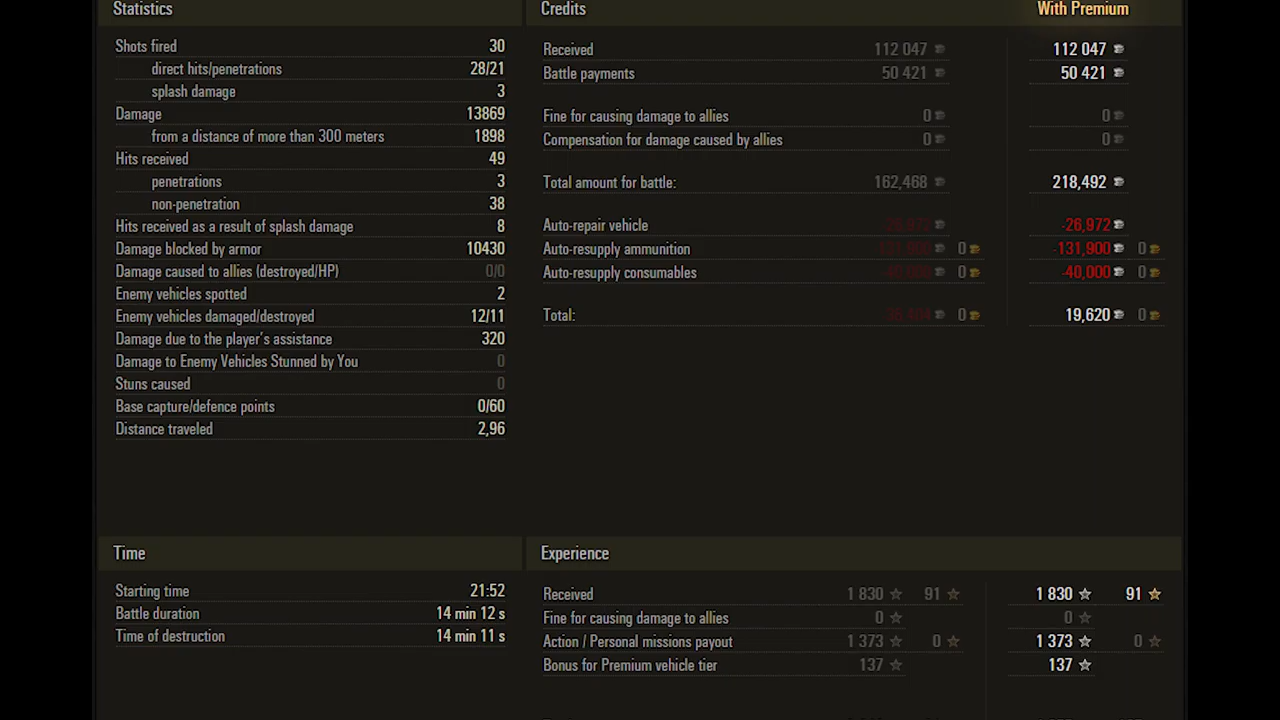 Statistics
Shots fired 30
direct hits/penetrations 28/21
splash damage 3
Damage 13869
from a distance of more than 300 meters 1898
Hits received 49
penetrations 3
non-penetration 38
Hits received as a result of splash damage 8
Damage blocked by armor 10430
Damage caused to allies (destroyed/HP) 0/0
Enemy vehicles spotted 2
Enemy vehicles damaged/destroyed 12/11
Damage due to the player's assistance 320
Damage to Enemy Vehicles Stunned by You 0
Stuns caused 0
Base capture/defence points 0/60
Distance traveled 2,96
Credits With Premium
Received 112 047 112 047
Battle payments 50 421 50 421
Fine for causing damage to allies 0 0
Compensation for damage caused by allies 0 0
Total amount for battle: 162,468 218,492
Auto-repair vehicle -26,972
Auto-resupply ammunition -131,900 0 -131,900 0
Auto-resupply consumables -40,000 0 -40,000 0
Total: 0 19,620 0
Time
Starting time 21:52
Battle duration 14 min 12 s
Time of destruction 14 min 11 s
Experience
Received 1 830 91 1 830 91
Fine for causing damage to allies 0 0
Action / Personal missions payout 1 373 0 1 373 0
Bonus for Premium vehicle tier 137 137